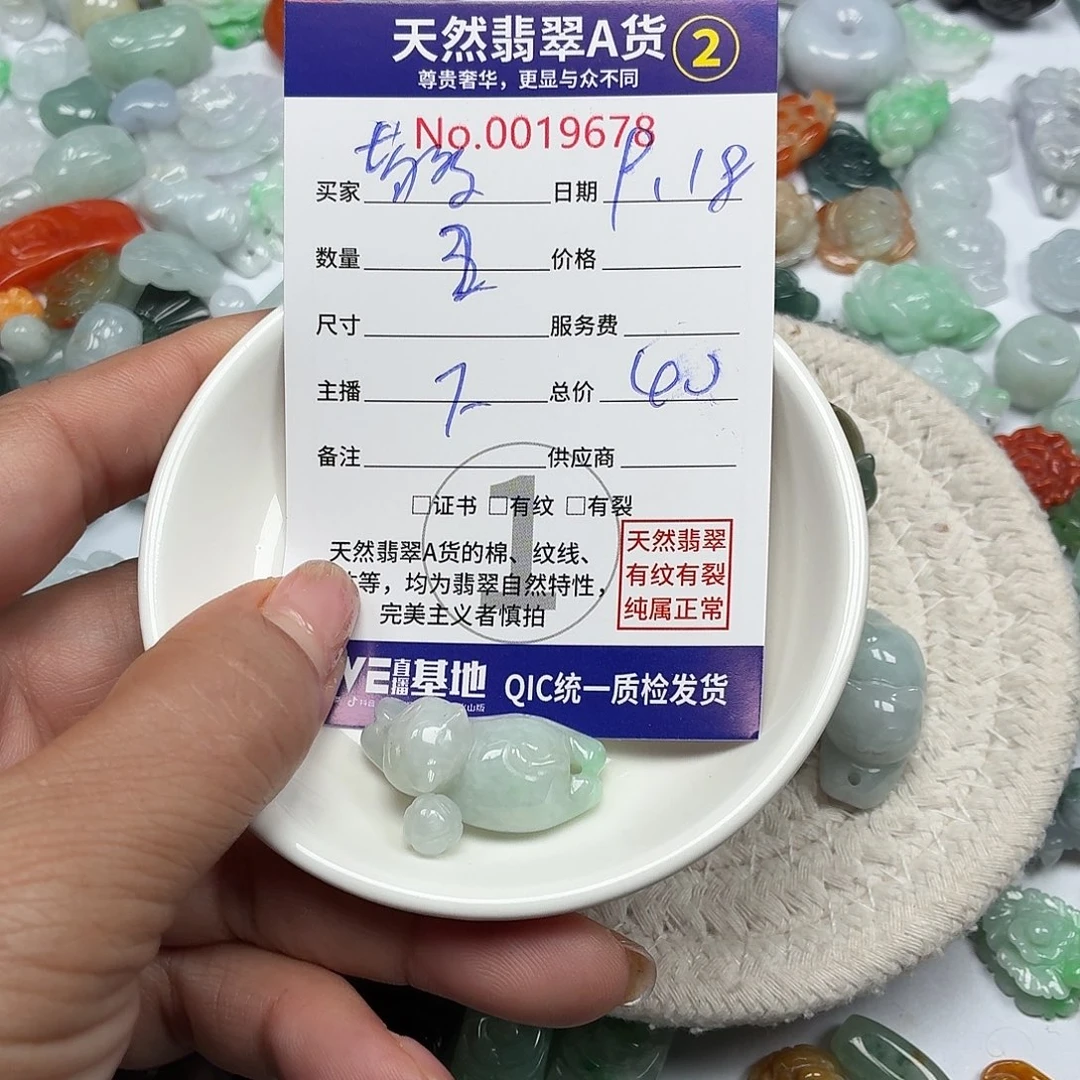 天然翡翠A货 2
尊贵奢华，更显与众不同
No.0019678
买家 日期 9.18
数量 价格
尺寸 服务费
主播 总价 60
备注 供应商
1
□证书 □有纹 □有裂
天然翡翠A货的棉、纹线、
等，均为翡翠自然特性，
完美主义者慎拍
天然翡翠
有纹有裂
纯属正常
直播基地 QIC统一质检发货